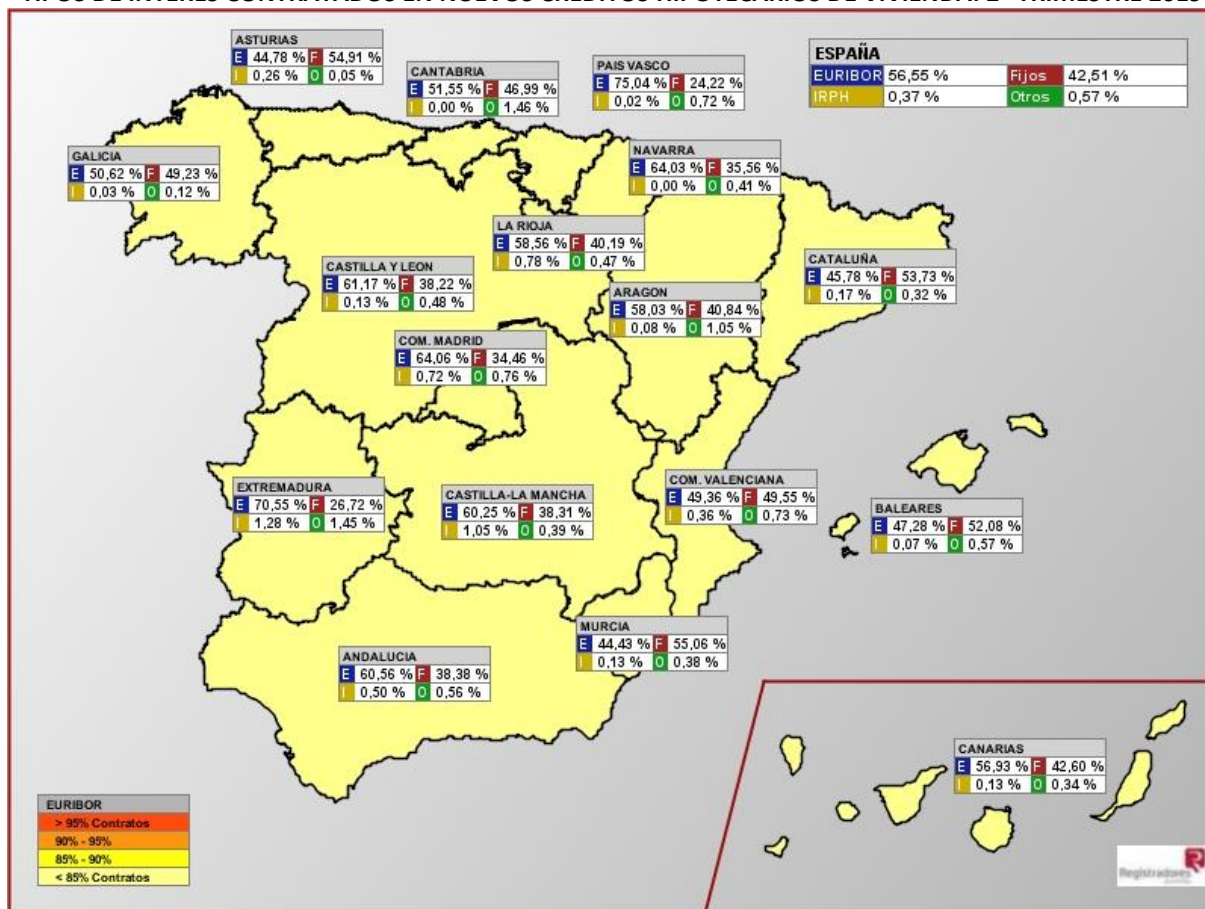 ASTURIAS
E 44,78 % F 54,91 %
I 0,26 % O 0,05 %
CANTABRIA
E 51,55 % F 46,99 %
I 0,00 % O 1,46 %
PAIS VASCO
E 75,04 % F 24,22 %
I 0,02 % O 0,72 %
ESPAÑA
EURIBOR 56,55 % Fijos 42,51 %
IRPH 0,37 % Otros 0,57 %
GALICIA
E 50,62 % F 49,23 %
I 0,03 % O 0,12 %
NAVARRA
E 64,03 % F 35,56 %
I 0,00 % O 0,41 %
LA RIOJA
E 58,56 % F 40,19 %
I 0,78 % O 0,47 %
CASTILLA Y LEON
E 61,17 % F 38,22 %
I 0,13 % O 0,48 %
CATALUÑA
E 45,78 % F 53,73 %
I 0,17 % O 0,32 %
ARAGON
E 58,03 % F 40,84 %
I 0,08 % O 1,05 %
COM. MADRID
E 64,06 % F 34,46 %
I 0,72 % O 0,76 %
EXTREMADURA
E 70,55 % F 26,72 %
I 1,28 % O 1,45 %
CASTILLA-LA MANCHA
E 60,25 % F 38,31 %
I 1,05 % O 0,39 %
COM. VALENCIANA
E 49,36 % F 49,55 %
I 0,36 % O 0,73 %
BALEARES
E 47,28 % F 52,08 %
I 0,07 % O 0,57 %
MURCIA
E 44,43 % F 55,06 %
I 0,13 % O 0,38 %
ANDALUCIA
E 60,56 % F 38,38 %
I 0,50 % O 0,56 %
CANARIAS
E 56,93 % F 42,60 %
I 0,13 % O 0,34 %
EURIBOR
> 95% Contratos
90% - 95%
85% - 90%
< 85% Contratos
Registradores